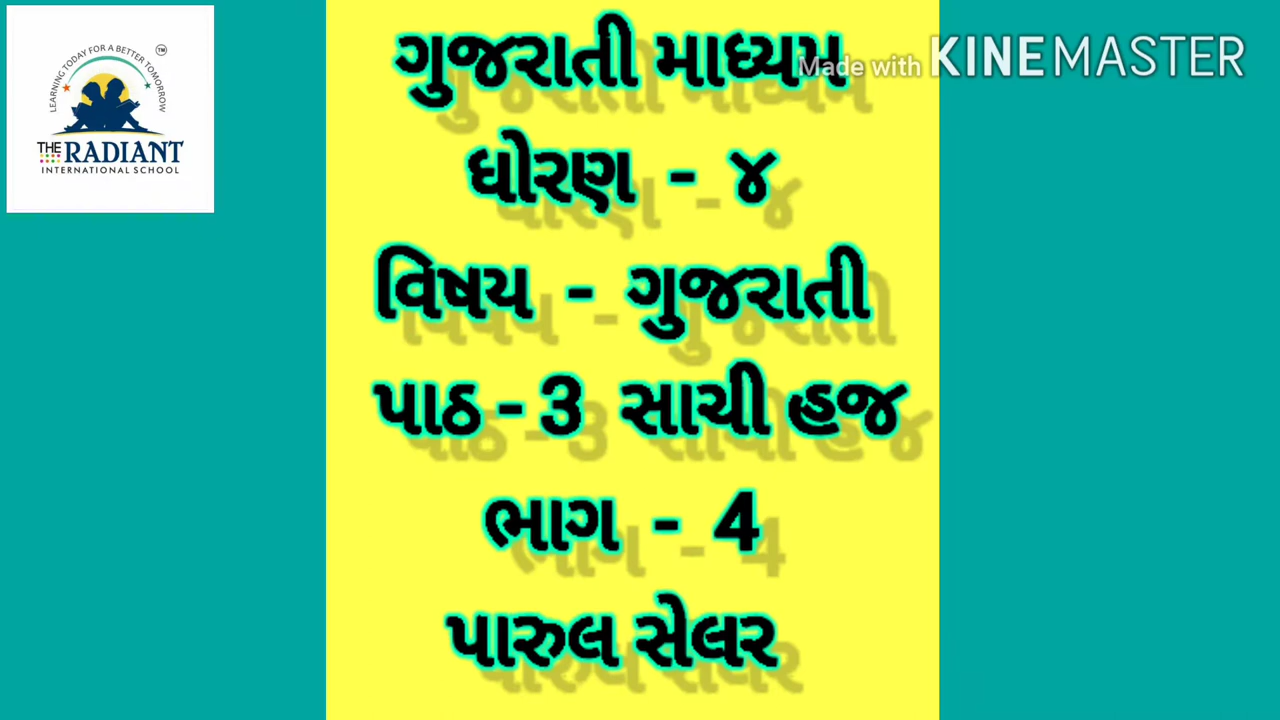 LEARNING TODAY FOR A BETTER TOMORROW
TM
THE RADIANT
INTERNATIONAL SCHOOL
Made with KINEMASTER
ગુજરાતી માધ્યમ
ધોરણ - ૪
વિષય - ગુજરાતી
પાઠ - 3 સાચી હજ
ભાગ - 4
પારુલ સેલર